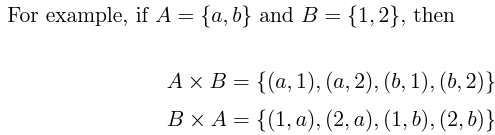 For example, if A = {a, b} and B = {1, 2}, then
A × B = {(a, 1), (a, 2), (b, 1), (b, 2)}
B × A = {(1, a), (2, a), (1, b), (2, b)}